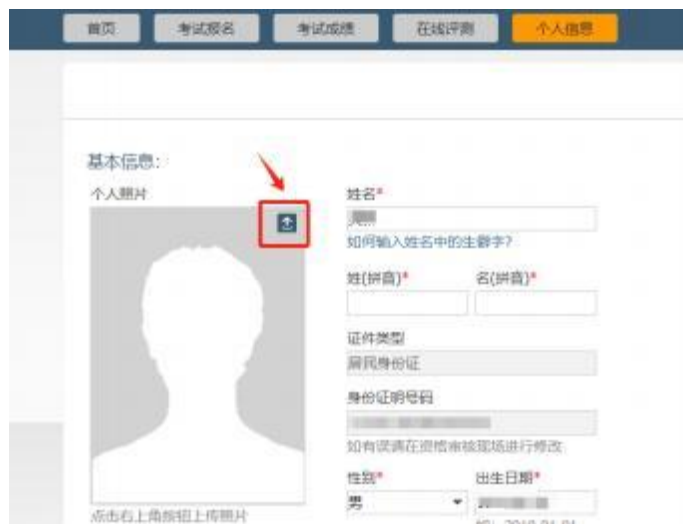 首页 考试报名 考试成绩 在线评测 个人信息
基本信息:
个人照片
姓名*
如何输入姓名中的生僻字?
姓(拼音)* 名(拼音)*
证件类型
居民身份证
身份证明号码
如有误请在资格审核现场进行修改
性别* 出生日期*
男
点击右上角按钮上传照片